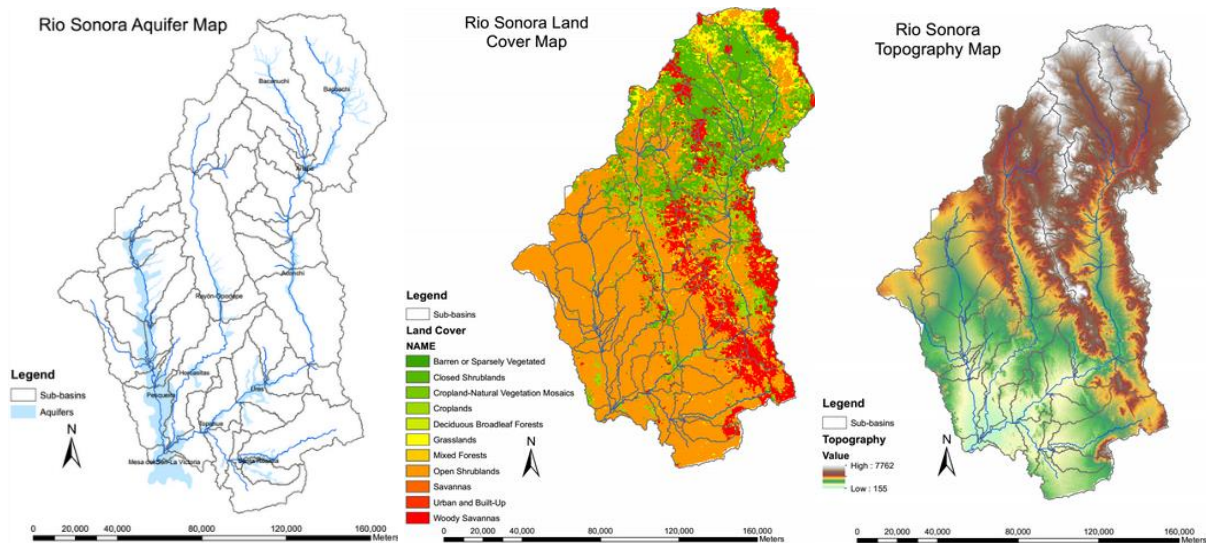 Rio Sonora Aquifer Map
Bacanuchi
Bacoachi
Arizpe
Aconchi
Rayón-Opodepe
Horcasitas
Pesqueira
Ures
Topahue
Santa Rosalia
Mesa del Seri-La Victoria
Legend
Sub-basins
Aquifers
N
0 20,000 40,000 80,000 120,000 160,000
Meters
Rio Sonora Land
Cover Map
Legend
Sub-basins
Land Cover
NAME
Barren or Sparsely Vegetated
Closed Shrublands
Cropland-Natural Vegetation Mosaics
Croplands
Deciduous Broadleaf Forests
Grasslands
Mixed Forests
Open Shrublands
Savannas
Urban and Built-Up
Woody Savannas
N
0 20,000 40,000 80,000 120,000 160,000
Meters
Rio Sonora
Topography Map
Legend
Sub-basins
Topography
Value
High : 7762
Low : 155
N
0 20,000 40,000 80,000 120,000 160,000
Meters